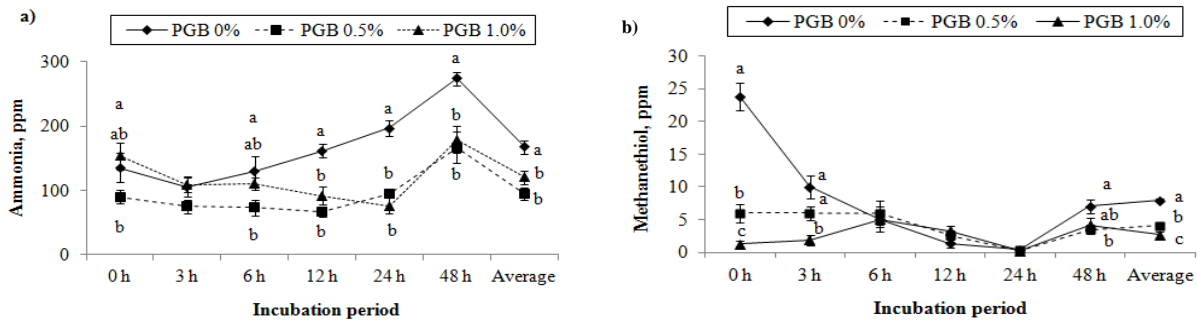 a)
PGB 0% PGB 0.5% PGB 1.0%
Ammonia, ppm
300
200
100
0
a
ab
b
a
ab
b
a
b
b
a
b
b
a
b
b
a
b
b
0 h 3 h 6 h 12 h 24 h 48 h Average
Incubation period
b)
PGB 0% PGB 0.5% PGB 1.0%
Methanethiol, ppm
30
25
20
15
10
5
0
a
b
c
a
a
b
a
ab
b
a
b
c
0 h 3 h 6 h 12 h 24 h 48 h Average
Incubation period